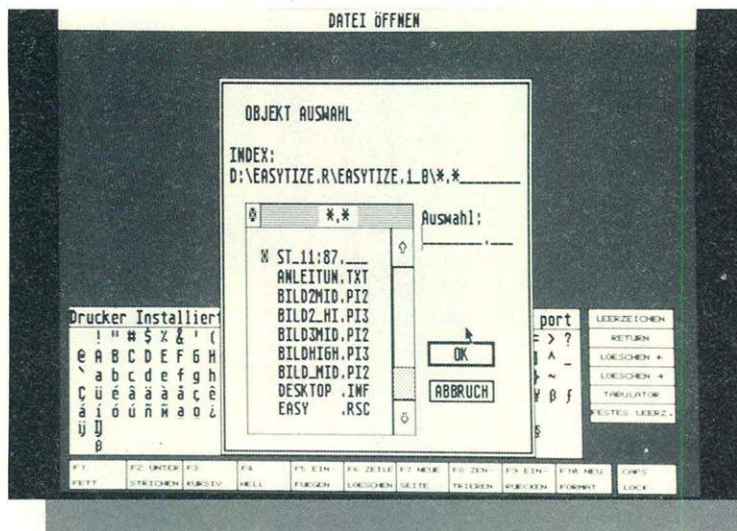 DATEI ÖFFNEN
OBJEKT AUSWAHL
INDEX:
D:\EASYTIZE.R\EASYTIZE.1_0\*.*
*.*
Auswahl:
ST_11:87.___
ANLEITUN.TXT
BILD2MID.PI2
BILD2_HI.PI3
BILD3MID.PI2
BILDHIGH.PI3
BILD_MID.PI2
DESKTOP .INF
EASY .RSC
OK
ABBRUCH
Drucker Installiert
port
! " # $ % & ' (
> ?
@ A B C D E F G H
^ _
` a b c d e f g h
~
Ç ü é â ä à å ç ê
¥ β ƒ
á í ó ú ñ Ñ a o ¿
§
ij IJ
β
LEERZEICHEN
RETURN
LOESCHEN ←
LOESCHEN →
TABULATOR
FESTES LEERZ.
F1 F2 UNTER F3 F4 F5 EIN- F6 ZEILE F7 NEUE F8 ZEN- F9 EIN- F10 NEU CAPS
FETT STRICHEN KURSIV HELL FUEGEN LOESCHEN SEITE TRIEREN RUECKEN FORMAT LOCK